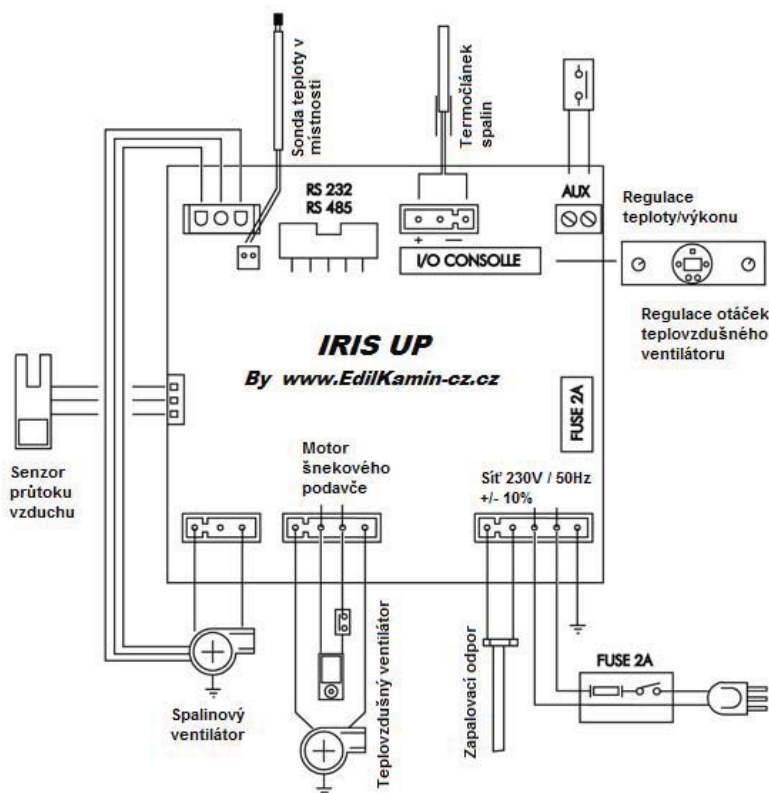 Sonda teploty v
místnosti
Termočlánek
spalin
RS 232
RS 485
AUX
+ —
I/O CONSOLLE
Regulace
teploty/výkonu
Regulace otáček
teplovzdušného
ventilátoru
IRIS UP
By www.EdilKamin-cz.cz
FUSE 2A
Senzor
průtoku
vzduchu
Motor
šnekového
podavče
Síť 230V / 50Hz
+/- 10%
Spalinový
ventilátor
Teplovzdušný ventilátor
Zapalovací odpor
FUSE 2A